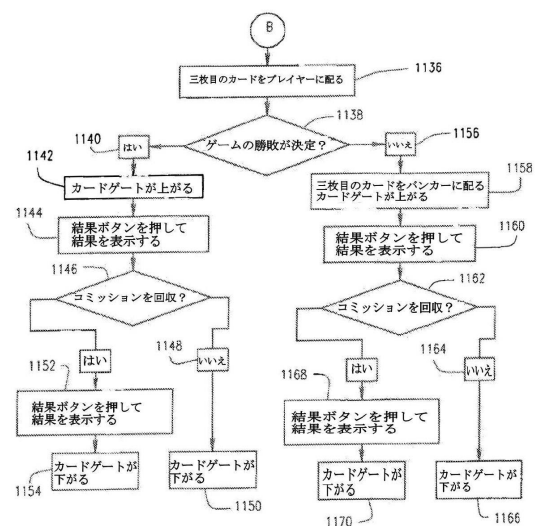 B
三枚目のカードをプレイヤーに配る
1136
ゲームの勝敗が決定?
1138
1140
はい
いいえ
1156
1142
カードゲートが上がる
三枚目のカードをバンカーに配る
カードゲートが上がる
1158
1144
結果ボタンを押して
結果を表示する
結果ボタンを押して
結果を表示する
1160
1146
コミッションを回収?
コミッションを回収?
1162
はい
1148
いいえ
はい
1164
いいえ
1152
結果ボタンを押して
結果を表示する
1168
結果ボタンを押して
結果を表示する
カードゲートが
下がる
1154
カードゲートが
下がる
1150
カードゲートが
下がる
1170
カードゲートが
下がる
1166